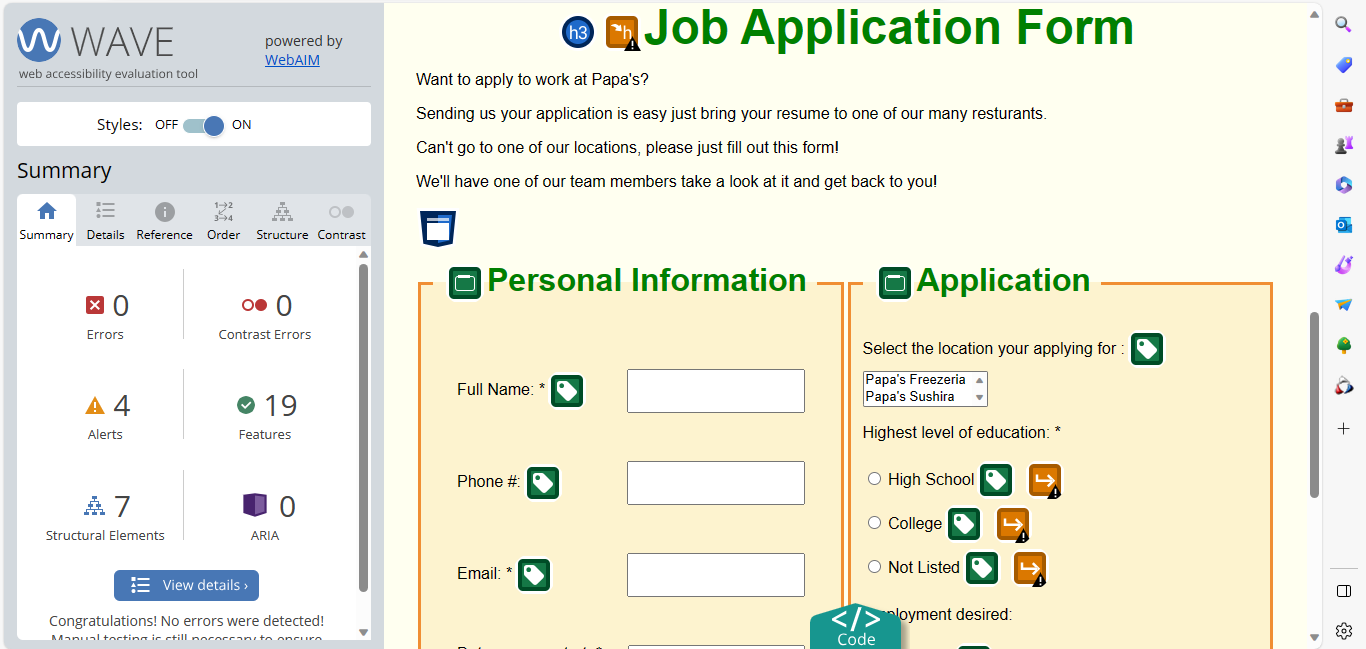 WAVE
web accessibility evaluation tool
powered by
WebAIM
Styles: OFF ON
Summary
Summary Details Reference Order Structure Contrast
0
Errors
0
Contrast Errors
4
Alerts
19
Features
7
Structural Elements
0
ARIA
View details ›
Congratulations! No errors were detected!
Manual testing is still necessary to ensure
h3 h Job Application Form
Want to apply to work at Papa's?
Sending us your application is easy just bring your resume to one of our many resturants.
Can't go to one of our locations, please just fill out this form!
We'll have one of our team members take a look at it and get back to you!
Personal Information
Full Name: *
Phone #:
Email: *
Application
Select the location your applying for :
Papa's Freezeria
Papa's Sushira
Highest level of education: *
High School
College
Not Listed
ployment desired:
</> Code